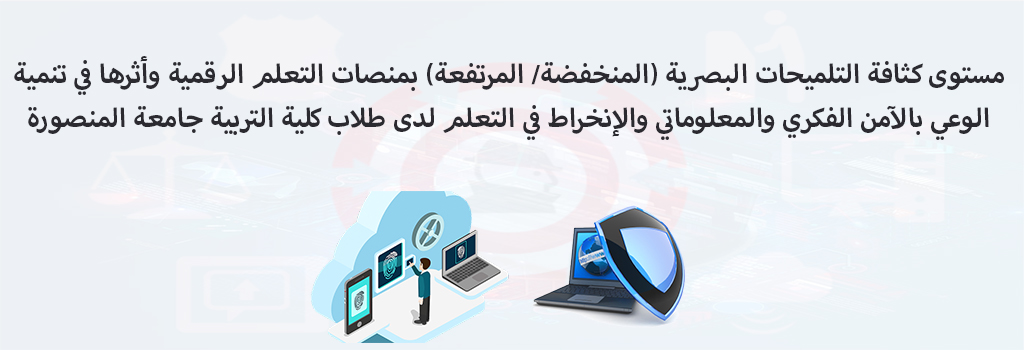 مستوى كثافة التلميحات البصرية (المنخفضة/ المرتفعة) بمنصات التعلم الرقمية وأثرها في تنمية
الوعي بالآمن الفكري والمعلوماتي والإنخراط في التعلم لدى طلاب كلية التربية جامعة المنصورة